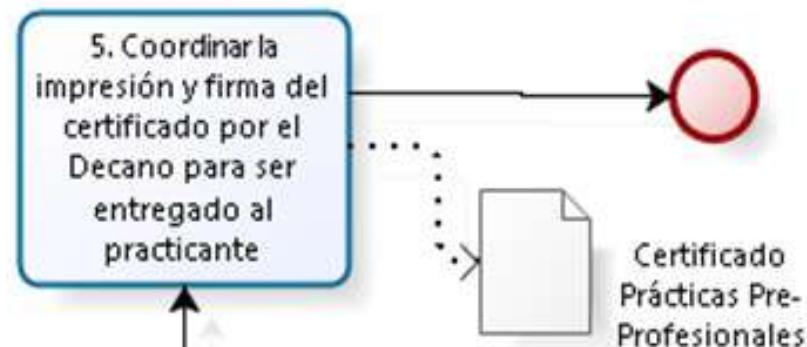 5. Coordinar la
impresión y firma del
certificado por el
Decano para ser
entregado al
practicante
Certificado
Prácticas Pre-
Profesionales